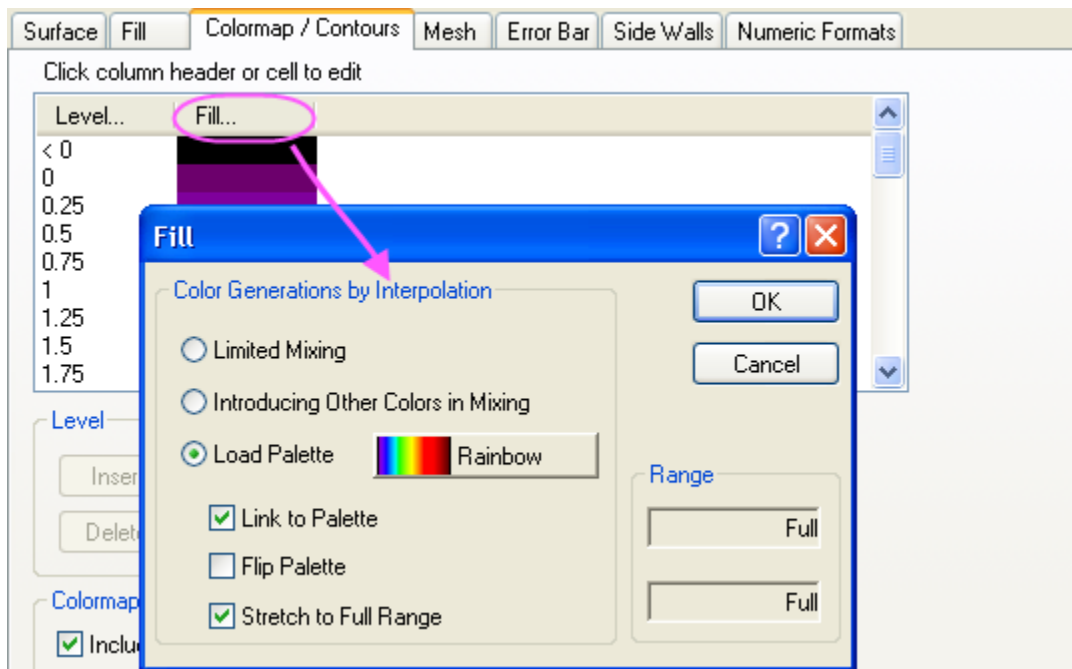 Surface Fill Colormap / Contours Mesh Error Bar Side Walls Numeric Formats
Click column header or cell to edit
Level... Fill...
< 0
0
0.25
0.5
0.75
1
1.25
1.5
1.75
Fill
Color Generations by Interpolation
Limited Mixing
Introducing Other Colors in Mixing
Load Palette Rainbow
Link to Palette
Flip Palette
Stretch to Full Range
OK
Cancel
Range
Full
Full
Level
Inser
Delet
Colormap
Inclu